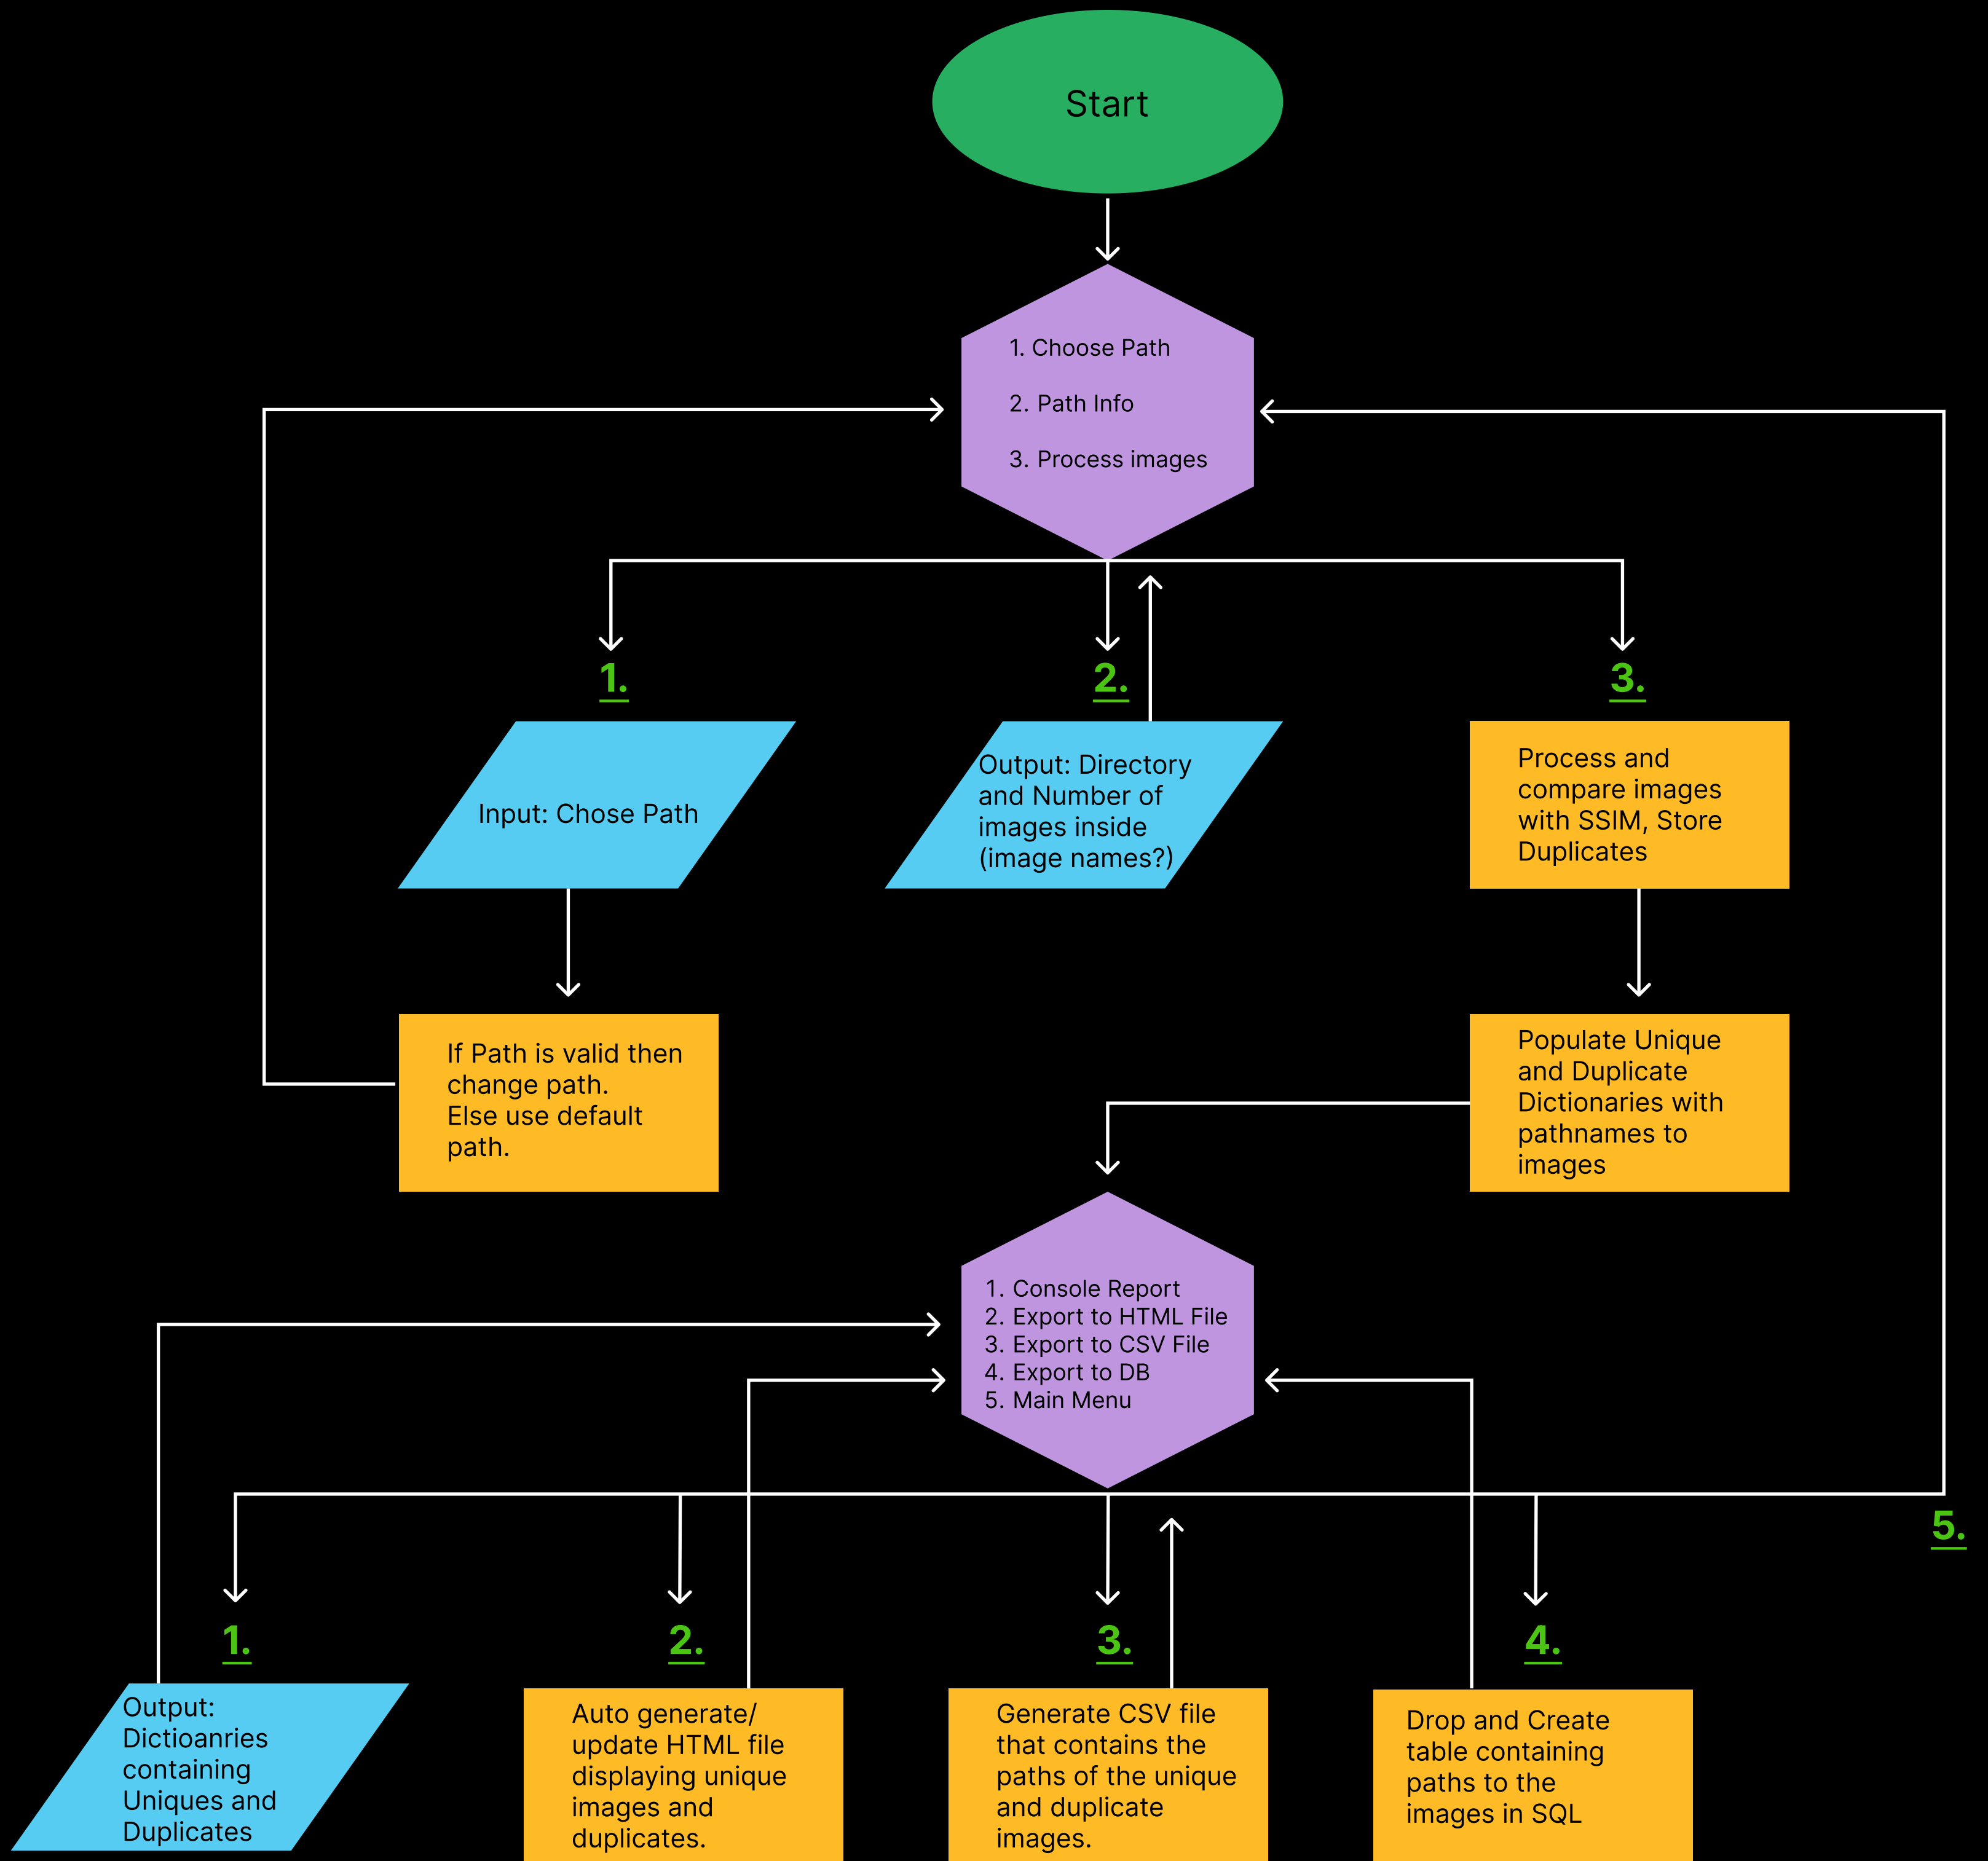 Start
1. Choose Path
2. Path Info
3. Process images
1.
2.
3.
Input: Chose Path
Output: Directory
and Number of
images inside
(image names?)
Process and
compare images
with SSIM, Store
Duplicates
If Path is valid then
change path.
Else use default
path.
Populate Unique
and Duplicate
Dictionaries with
pathnames to
images
1. Console Report
2. Export to HTML File
3. Export to CSV File
4. Export to DB
5. Main Menu
5.
1.
2.
3.
4.
Output:
Dictioanries
containing
Uniques and
Duplicates
Auto generate/
update HTML file
displaying unique
images and
duplicates.
Generate CSV file
that contains the
paths of the unique
and duplicate
images.
Drop and Create
table containing
paths to the
images in SQL